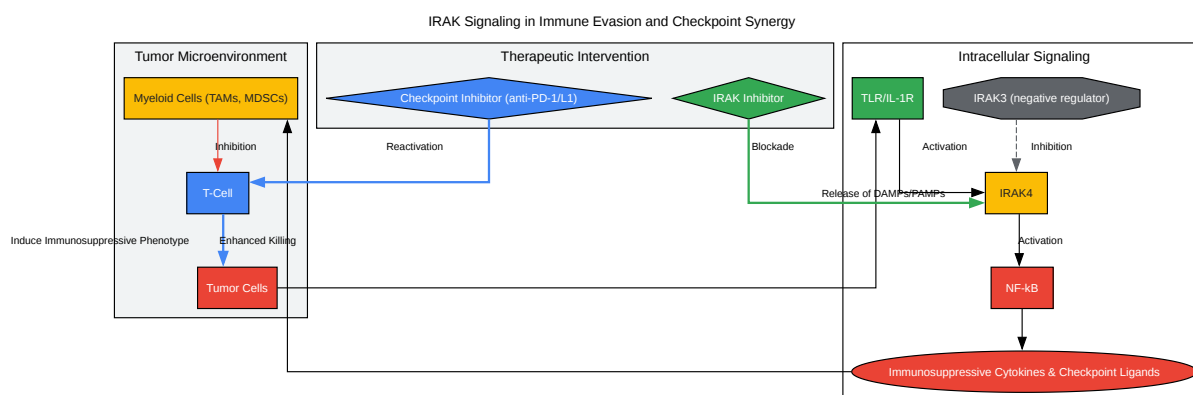 IRAK Signaling in Immune Evasion and Checkpoint Synergy
Tumor Microenvironment
Therapeutic Intervention
Intracellular Signaling
Myeloid Cells (TAMs, MDSCs)
Checkpoint Inhibitor (anti-PD-1/L1)
IRAK Inhibitor
TLR/IL-1R
IRAK3 (negative regulator)
Inhibition
Reactivation
Blockade
Activation
Inhibition
T-Cell
Release of DAMPs/PAMPs
IRAK4
Induce Immunosuppressive Phenotype
Enhanced Killing
Activation
Tumor Cells
NF-kB
Immunosuppressive Cytokines & Checkpoint Ligands